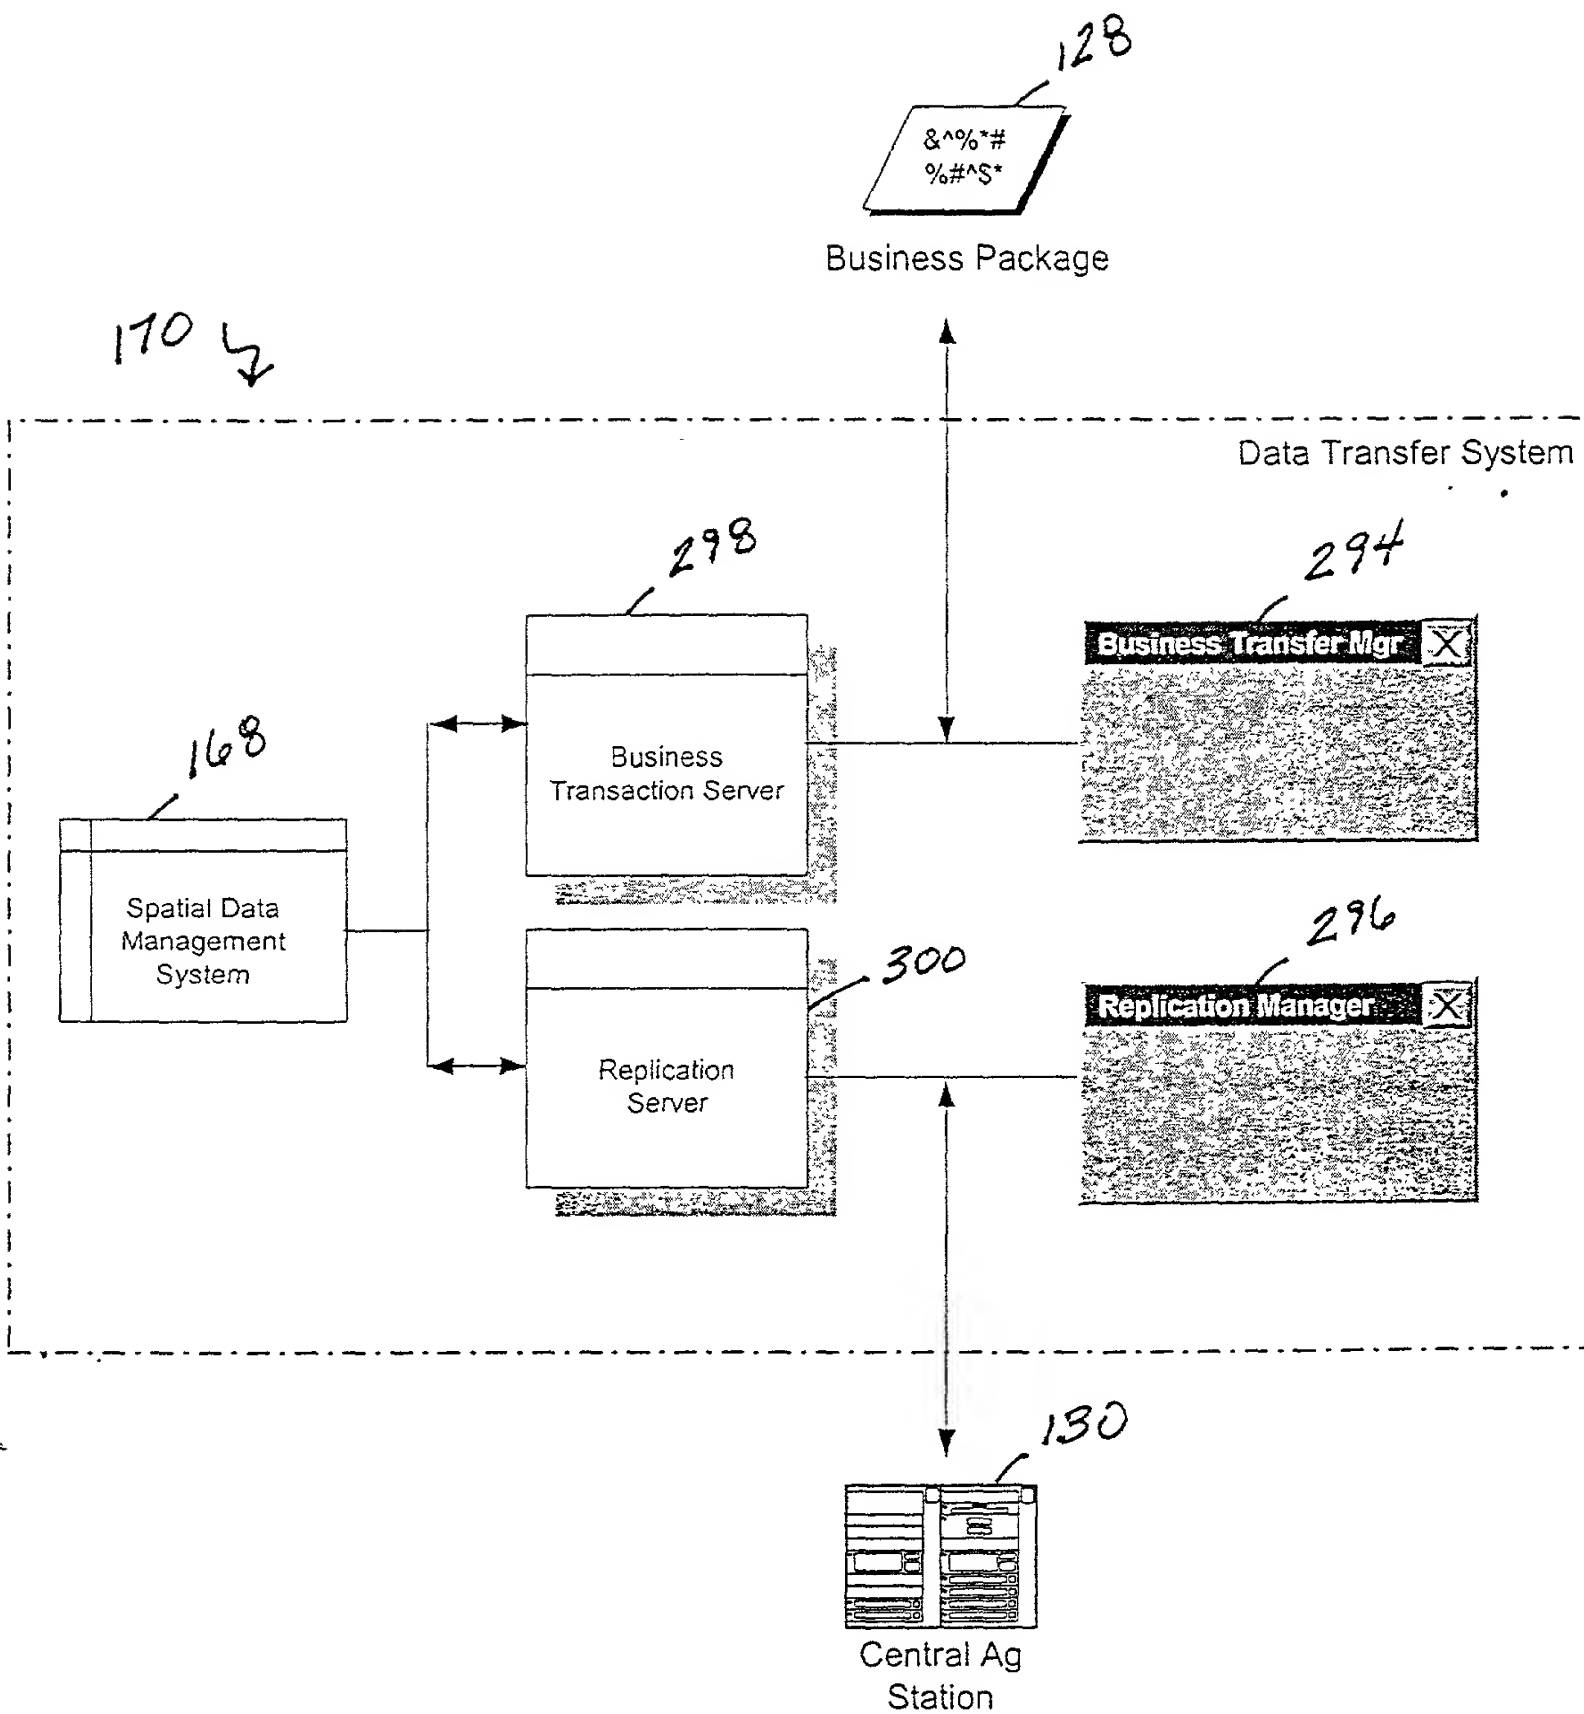 128
&^%*#
%#^S*
Business Package
170
Data Transfer System
298
294
Business Transfer Mgr
168
Business
Transaction Server
Spatial Data
Management
System
296
300
Replication Manager
Replication
Server
130
Central Ag
Station